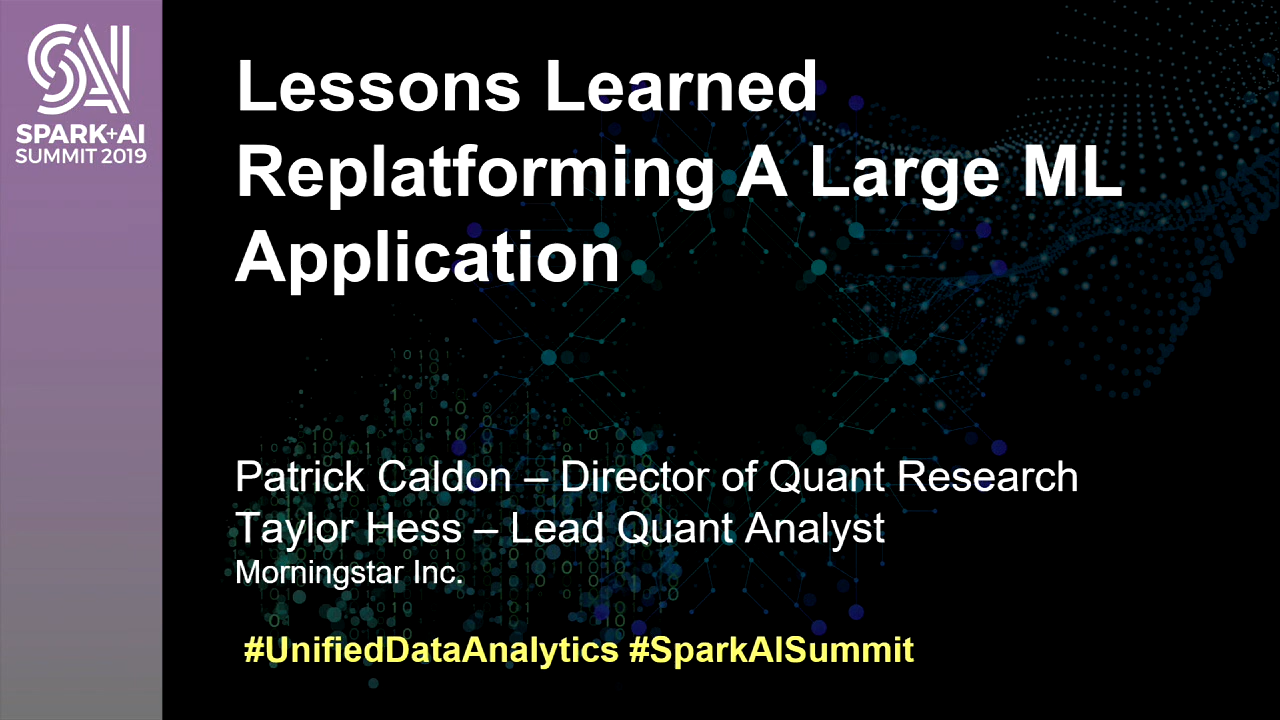 SAI
SPARK+AI
SUMMIT 2019
Lessons Learned
Replatforming A Large ML
Application
Patrick Caldon – Director of Quant Research
Taylor Hess – Lead Quant Analyst
Morningstar Inc.
#UnifiedDataAnalytics #SparkAISummit